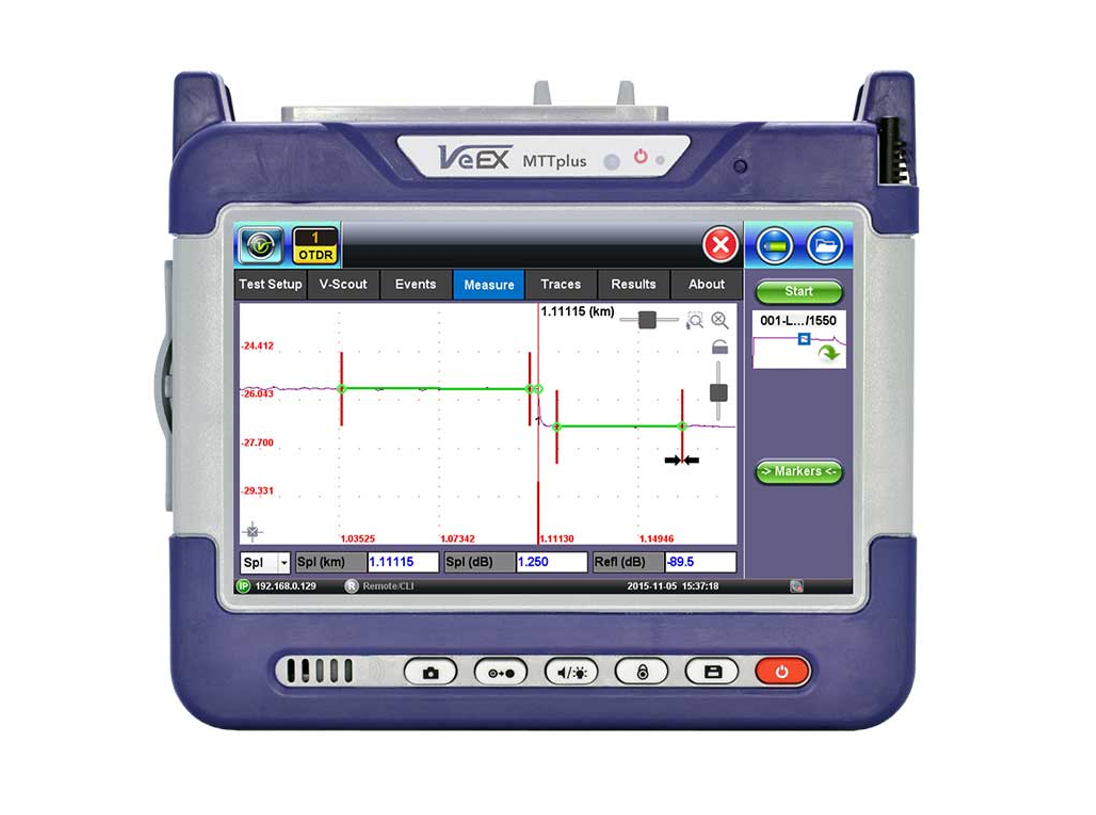 VeEX MTTplus
1
OTDR
Test Setup V-Scout Events Measure Traces Results About
Start
1.11115 (km)
001-L.../1550
-24.412
-26.043
-27.700
-29.331
-> Markers <-
1.03525 1.07342 1.11130 1.14946
Spl Spl (km) 1.11115 Spl (dB) 1.250 Refl (dB) -89.5
IP 192.168.0.129 R Remote/CLI 2015-11-05 15:37:18